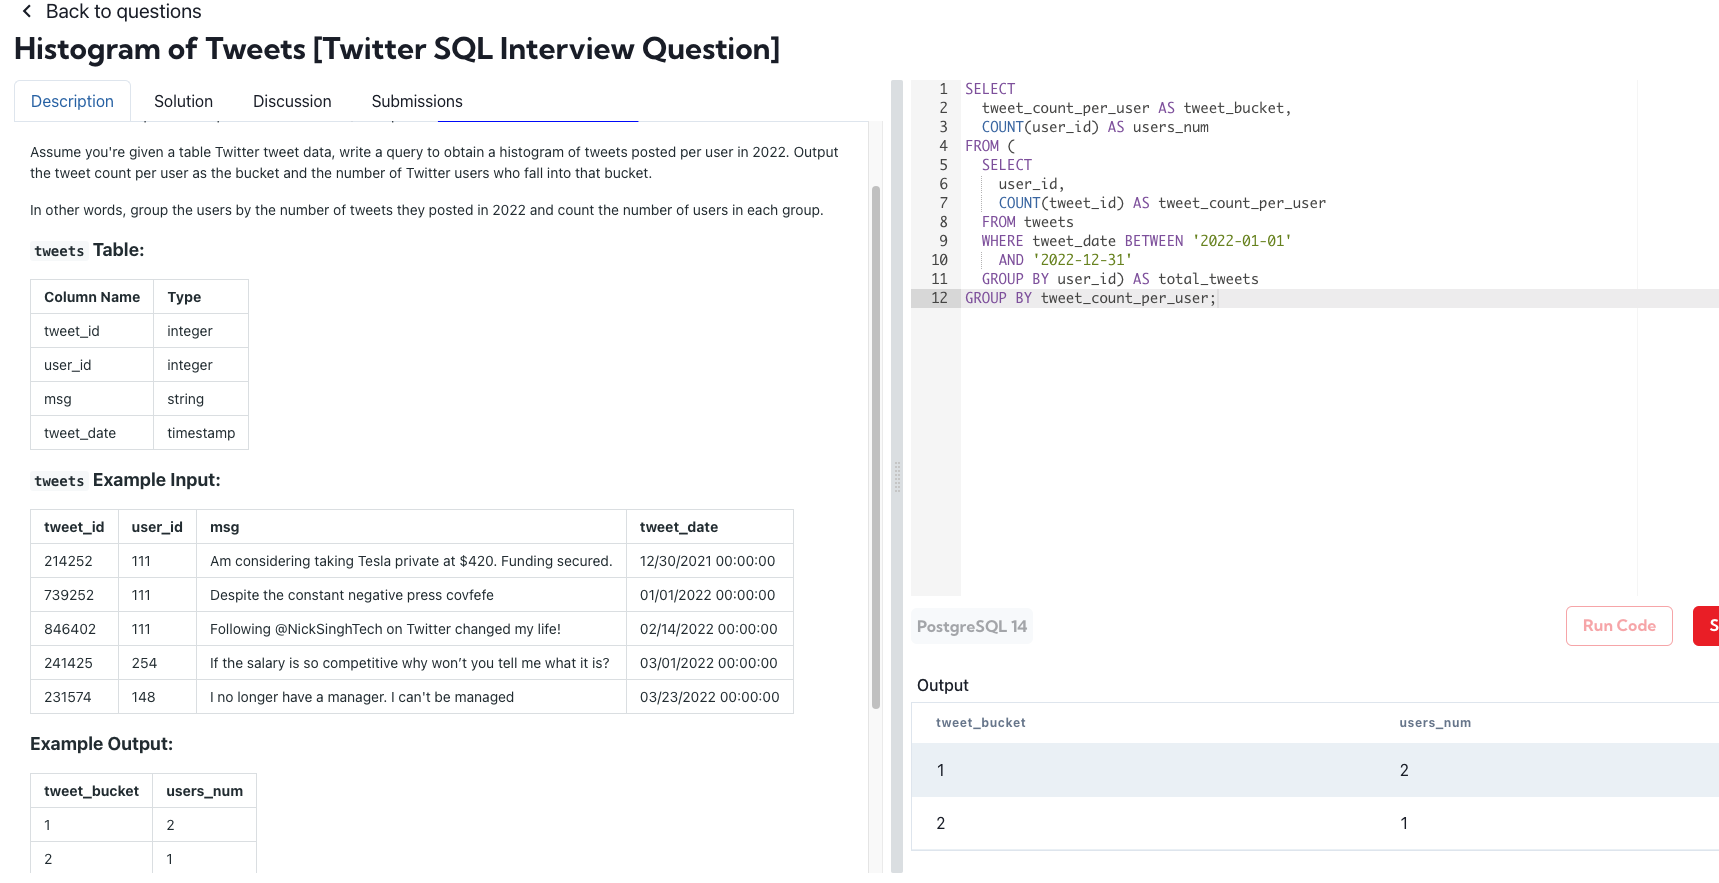 Back to questions
Histogram of Tweets [Twitter SQL Interview Question]
Description Solution Discussion Submissions
Assume you're given a table Twitter tweet data, write a query to obtain a histogram of tweets posted per user in 2022. Output
the tweet count per user as the bucket and the number of Twitter users who fall into that bucket.
In other words, group the users by the number of tweets they posted in 2022 and count the number of users in each group.
tweets Table:
Column Name Type
tweet_id integer
user_id integer
msg string
tweet_date timestamp
tweets Example Input:
tweet_id user_id msg tweet_date
214252 111 Am considering taking Tesla private at $420. Funding secured. 12/30/2021 00:00:00
739252 111 Despite the constant negative press covfefe 01/01/2022 00:00:00
846402 111 Following @NickSinghTech on Twitter changed my life! 02/14/2022 00:00:00
241425 254 If the salary is so competitive why won’t you tell me what it is? 03/01/2022 00:00:00
231574 148 I no longer have a manager. I can't be managed 03/23/2022 00:00:00
Example Output:
tweet_bucket users_num
1 2
2 1
1 SELECT
2 tweet_count_per_user AS tweet_bucket,
3 COUNT(user_id) AS users_num
4 FROM (
5 SELECT
6 user_id,
7 COUNT(tweet_id) AS tweet_count_per_user
8 FROM tweets
9 WHERE tweet_date BETWEEN '2022-01-01'
10 AND '2022-12-31'
11 GROUP BY user_id) AS total_tweets
12 GROUP BY tweet_count_per_user;
PostgreSQL 14 Run Code S
Output
tweet_bucket users_num
1 2
2 1